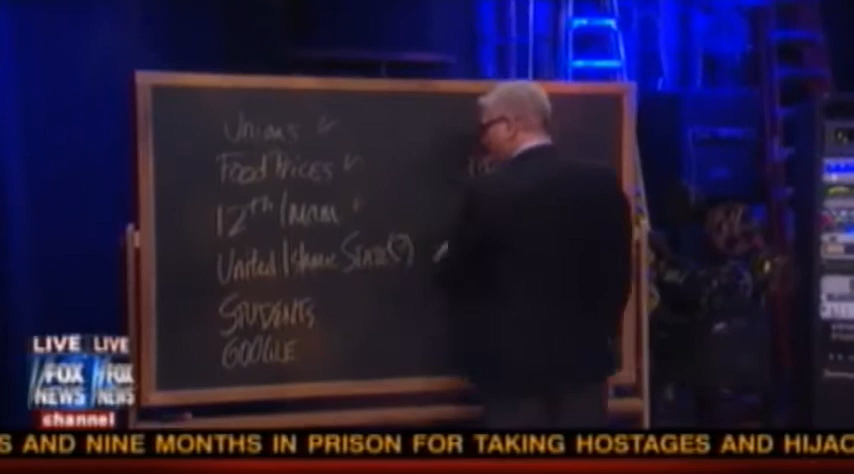 Unions ✓
Food Prices ✓
12th Imam ✓
United Islamic State(?)
STUDENTS
GOOGLE
LIVE LIVE
FOX FOX
NEWS NEWS
channel
S AND NINE MONTHS IN PRISON FOR TAKING HOSTAGES AND HIJAC